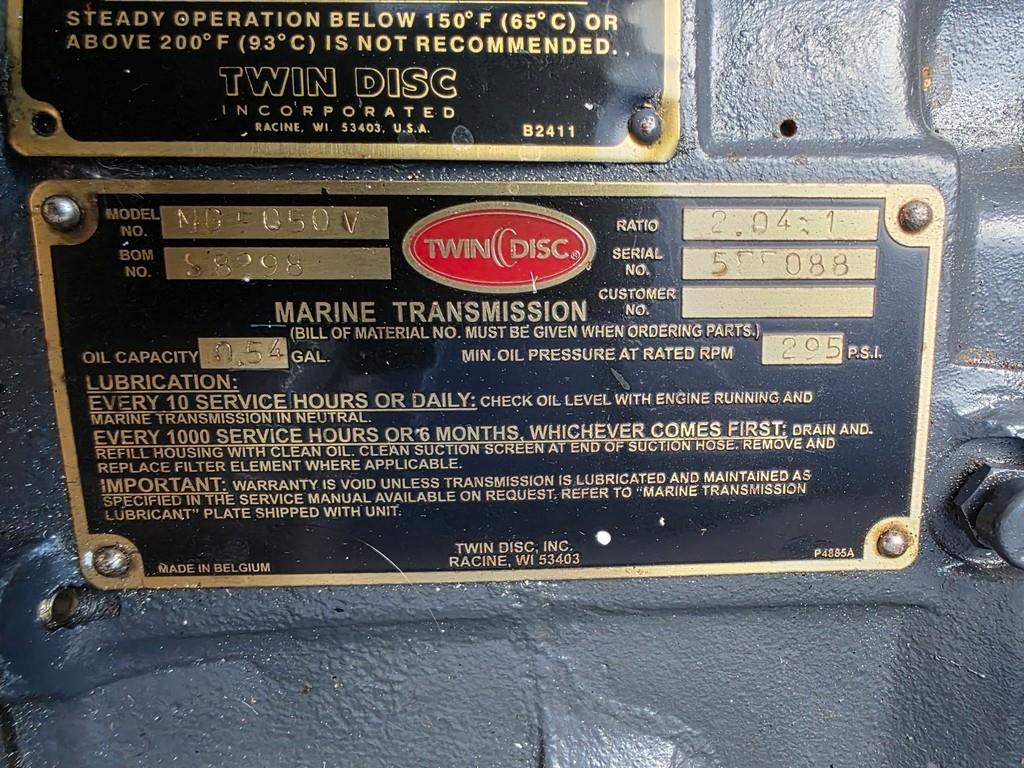 STEADY OPERATION BELOW 150°F (65°C) OR
ABOVE 200°F (93°C) IS NOT RECOMMENDED.
TWIN DISC
INCORPORATED
RACINE, WI. 53403, U.S.A.
B2411
MODEL NO. 050V
BOM NO.
TWIN DISC®
RATIO 2.04:1
SERIAL NO.
CUSTOMER NO.
MARINE TRANSMISSION
(BILL OF MATERIAL NO. MUST BE GIVEN WHEN ORDERING PARTS.)
OIL CAPACITY 0.54 GAL. MIN. OIL PRESSURE AT RATED RPM 295 P.S.I.
LUBRICATION:
EVERY 10 SERVICE HOURS OR DAILY: CHECK OIL LEVEL WITH ENGINE RUNNING AND
MARINE TRANSMISSION IN NEUTRAL.
EVERY 1000 SERVICE HOURS OR 6 MONTHS, WHICHEVER COMES FIRST: DRAIN AND
REFILL HOUSING WITH CLEAN OIL. CLEAN SUCTION SCREEN AT END OF SUCTION HOSE. REMOVE AND
REPLACE FILTER ELEMENT WHERE APPLICABLE.
IMPORTANT: WARRANTY IS VOID UNLESS TRANSMISSION IS LUBRICATED AND MAINTAINED AS
SPECIFIED IN THE SERVICE MANUAL AVAILABLE ON REQUEST. REFER TO "MARINE TRANSMISSION
LUBRICANT" PLATE SHIPPED WITH UNIT.
TWIN DISC, INC.
RACINE, WI 53403
MADE IN BELGIUM
P4885A